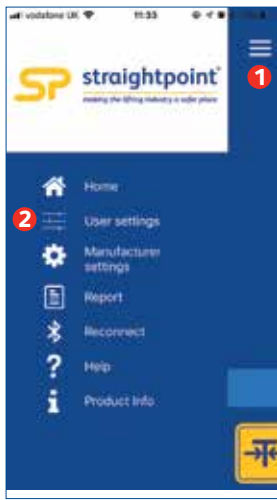 vodafone UK 11:33
1
SP straightpoint
making the lifting industry a safer place
Home
2 User settings
Manufacturer
settings
Report
Reconnect
? Help
i Product Info